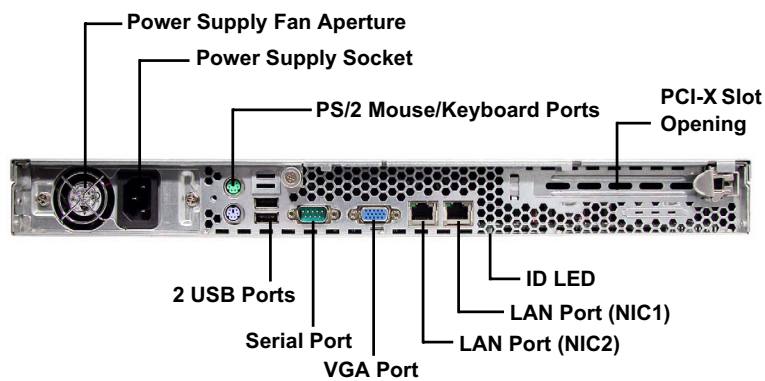 Power Supply Fan Aperture
Power Supply Socket
PS/2 Mouse/Keyboard Ports
PCI-X Slot
Opening
2 USB Ports
ID LED
LAN Port (NIC1)
Serial Port
LAN Port (NIC2)
VGA Port